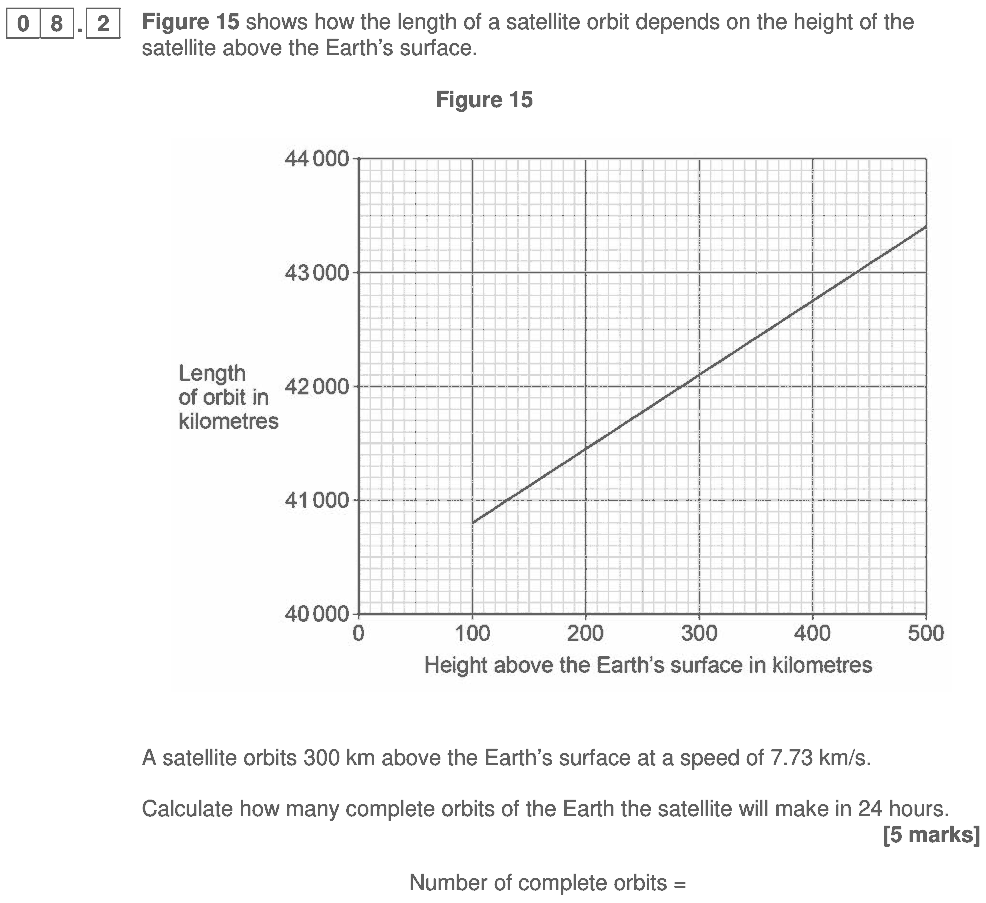 0 8 . 2 Figure 15 shows how the length of a satellite orbit depends on the height of the
satellite above the Earth's surface.
Figure 15
44 000
43 000
Length
of orbit in
kilometres
42 000
41 000
40 000
0 100 200 300 400 500
Height above the Earth's surface in kilometres
A satellite orbits 300 km above the Earth's surface at a speed of 7.73 km/s.
Calculate how many complete orbits of the Earth the satellite will make in 24 hours.
[5 marks]
Number of complete orbits =